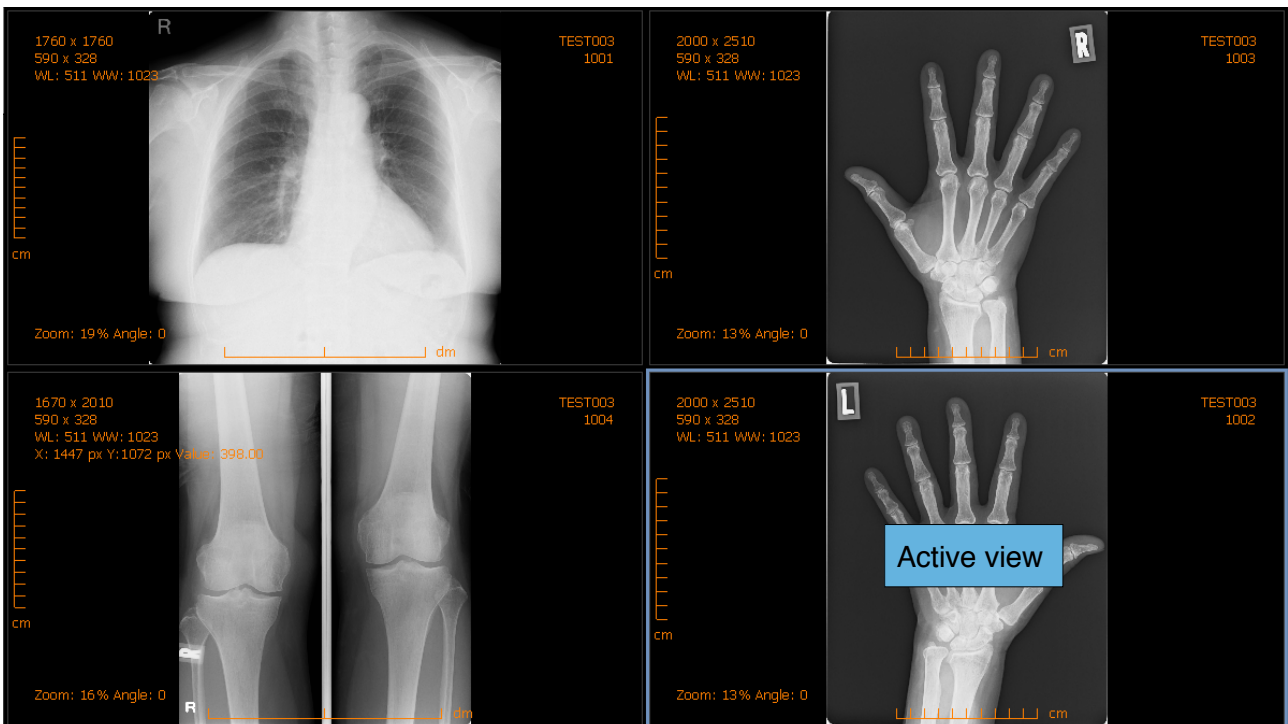 R
1760 x 1760
590 x 328
WL: 511 WW: 1023
TEST003
1001
cm
Zoom: 19% Angle: 0
dm
2000 x 2510
590 x 328
WL: 511 WW: 1023
R
TEST003
1003
cm
Zoom: 13% Angle: 0
cm
1670 x 2010
590 x 328
WL: 511 WW: 1023
X: 1447 px Y:1072 px Value: 398.00
TEST003
1004
cm
R
Zoom: 16% Angle: 0
R
dm
2000 x 2510
590 x 328
WL: 511 WW: 1023
L
TEST003
1002
Active view
cm
Zoom: 13% Angle: 0
cm